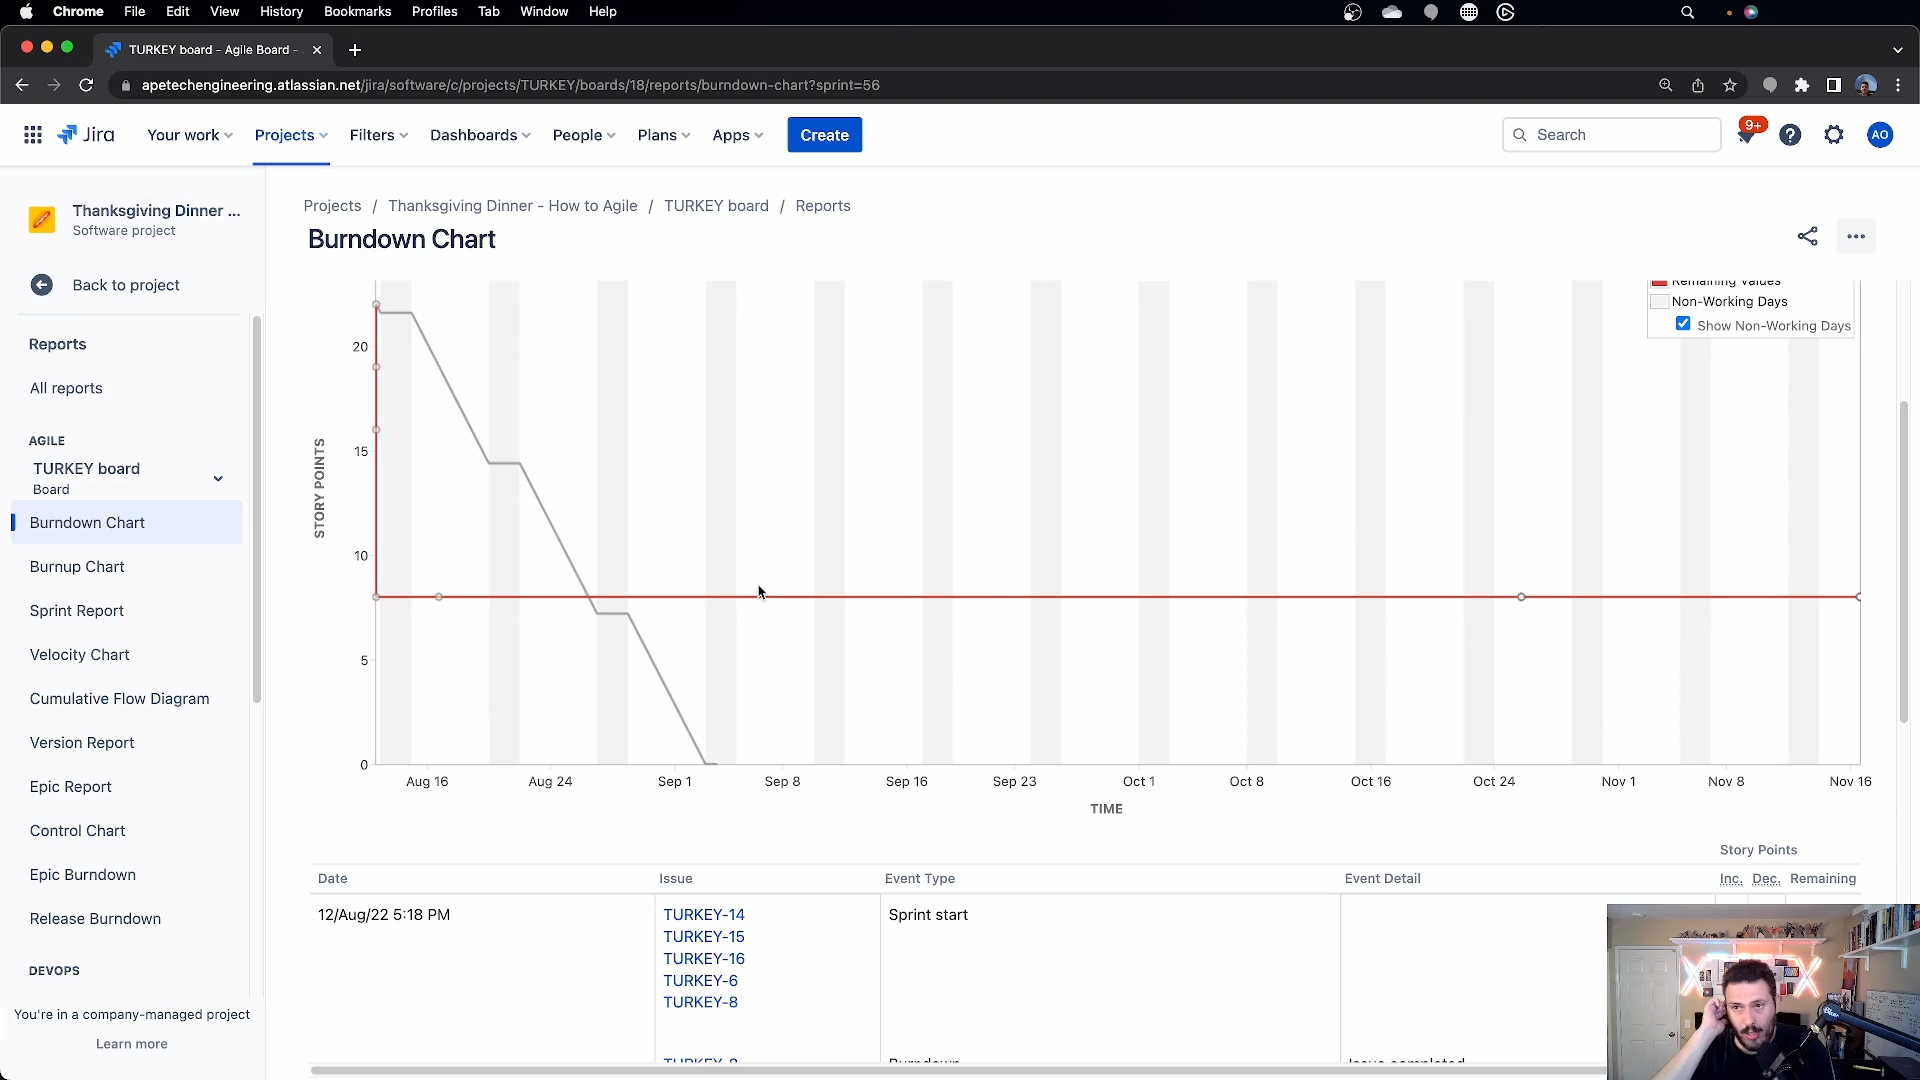 Chrome File Edit View History Bookmarks Profiles Tab Window Help
TURKEY board - Agile Board -
apetechengineering.atlassian.net/jira/software/c/projects/TURKEY/boards/18/reports/burndown-chart?sprint=56
Jira Your work Projects Filters Dashboards People Plans Apps Create Search 9+ AO
Thanksgiving Dinner ...
Software project
Back to project
Reports
All reports
AGILE
TURKEY board
Board
Burndown Chart
Burnup Chart
Sprint Report
Velocity Chart
Cumulative Flow Diagram
Version Report
Epic Report
Control Chart
Epic Burndown
Release Burndown
DEVOPS
You're in a company-managed project
Learn more
Projects / Thanksgiving Dinner - How to Agile / TURKEY board / Reports
Burndown Chart
Remaining Values
Non-Working Days
Show Non-Working Days
STORY POINTS
20
15
10
5
0
Aug 16 Aug 24 Sep 1 Sep 8 Sep 16 Sep 23 Oct 1 Oct 8 Oct 16 Oct 24 Nov 1 Nov 8 Nov 16
TIME
Story Points
Date Issue Event Type Event Detail Inc. Dec. Remaining
12/Aug/22 5:18 PM TURKEY-14 Sprint start
TURKEY-15
TURKEY-16
TURKEY-6
TURKEY-8
Burndown Issue completed